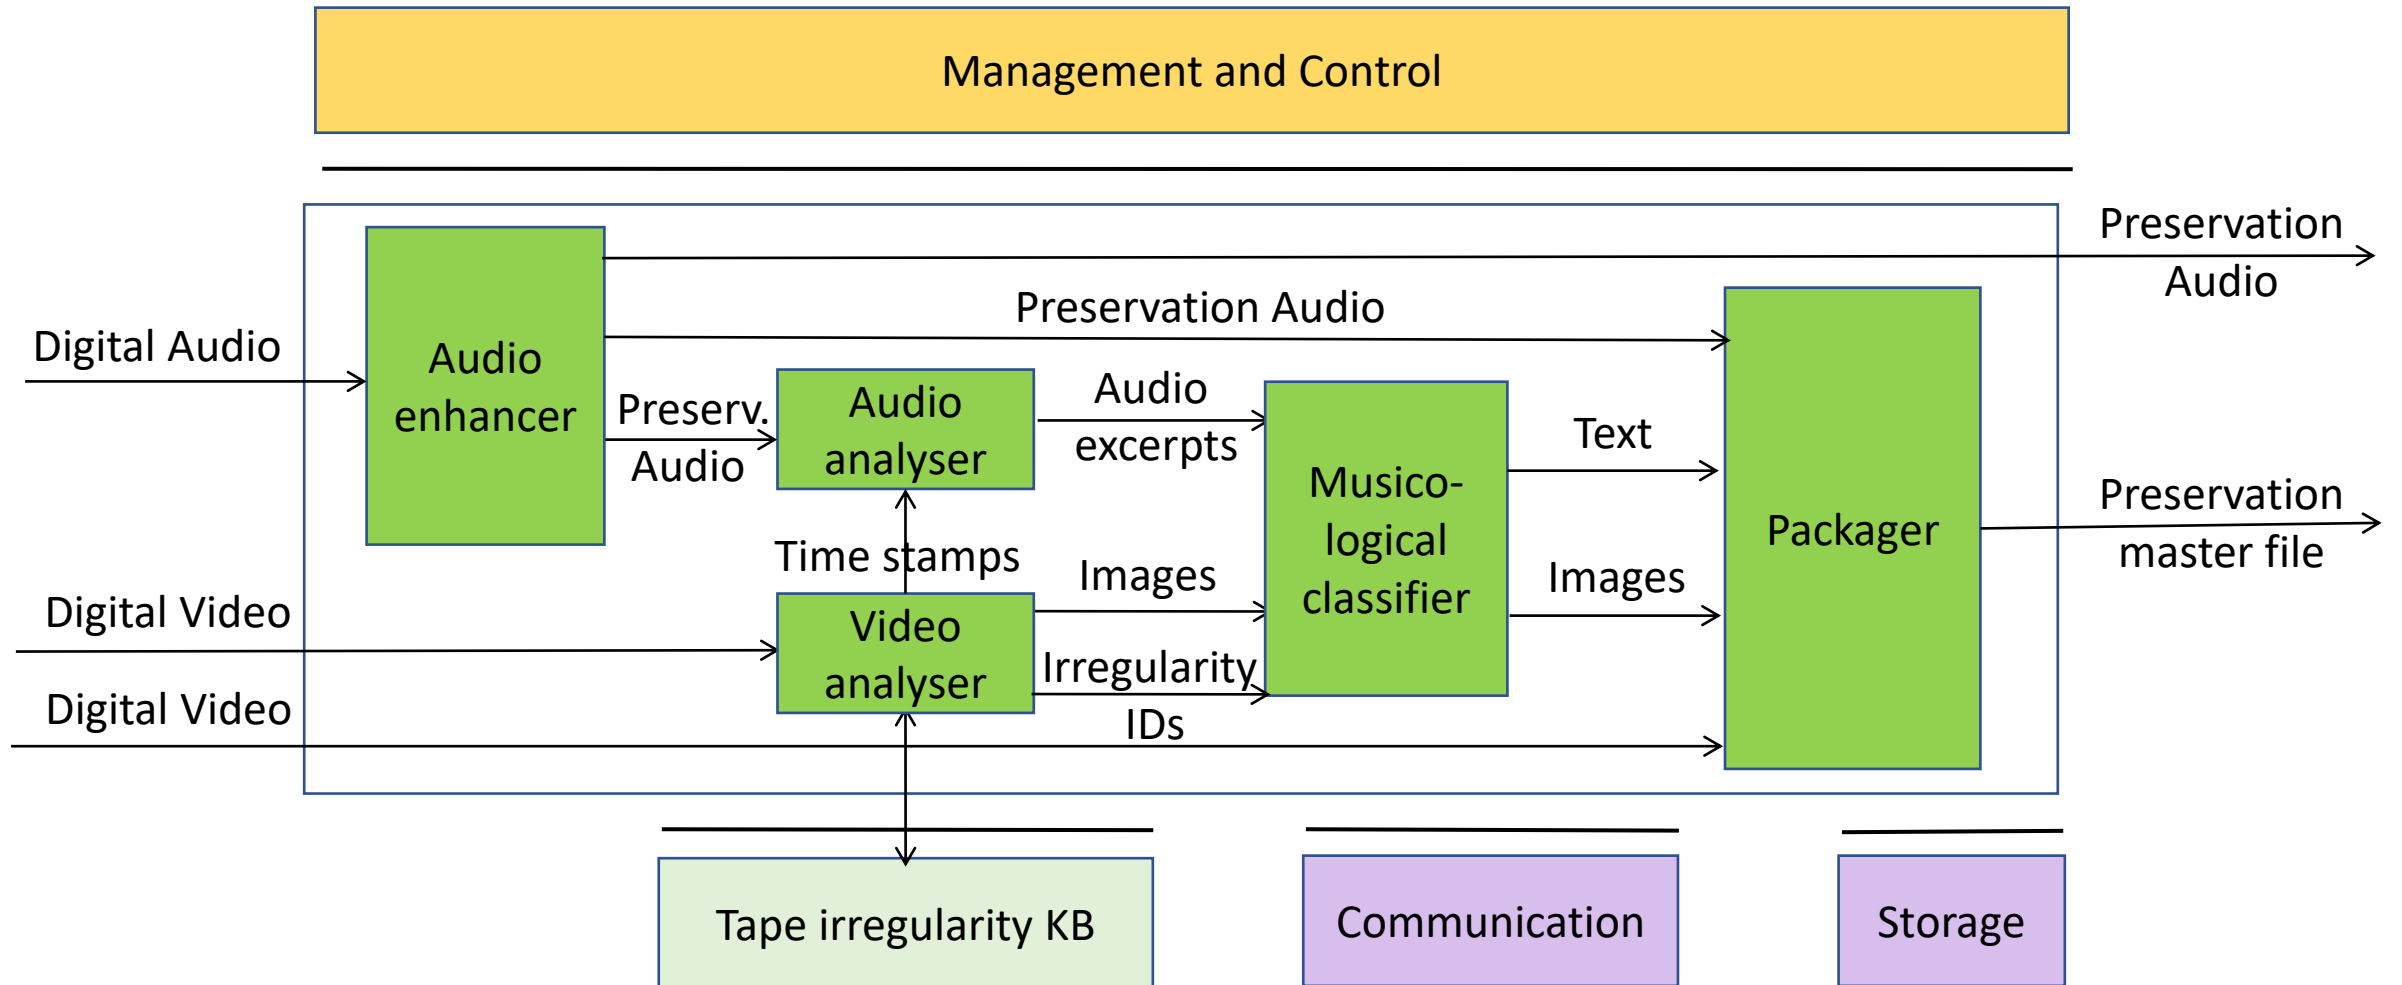 Management and Control
Preservation
Audio
Preservation Audio
Digital Audio
Audio
enhancer
Preserv.
Audio
Audio
analyser
Audio
excerpts
Text
Musico-
logical
classifier
Packager
Preservation
master file
Time stamps
Images
Images
Digital Video
Video
analyser
Irregularity
IDs
Digital Video
Tape irregularity KB
Communication
Storage